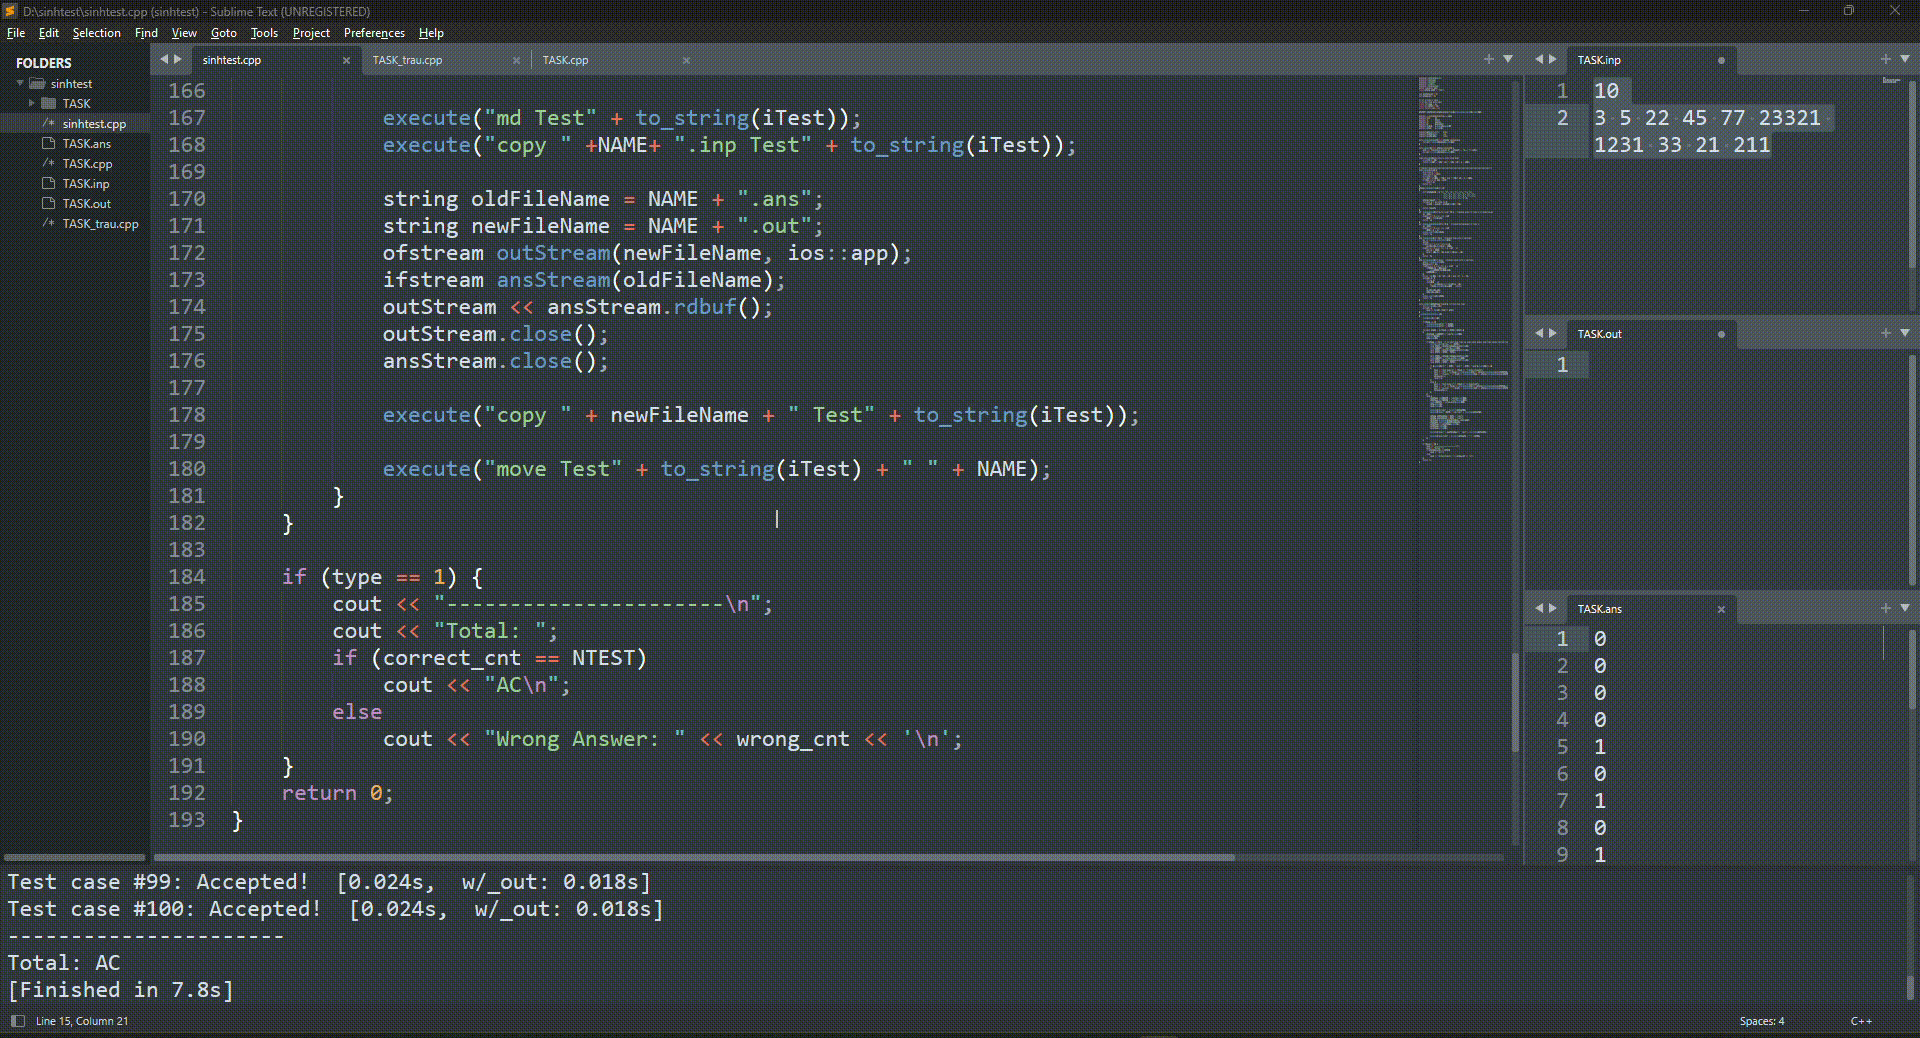 D:\sinhtest\sinhtest.cpp (sinhtest) - Sublime Text (UNREGISTERED)
File Edit Selection Find View Goto Tools Project Preferences Help
FOLDERS
sinhtest
TASK
/* sinhtest.cpp
TASK.ans
/* TASK.cpp
TASK.inp
TASK.out
/* TASK_trau.cpp
sinhtest.cpp × TASK_trau.cpp × TASK.cpp ×
166
167 execute("md Test" + to_string(iTest));
168 execute("copy " +NAME+ ".inp Test" + to_string(iTest));
169
170 string oldFileName = NAME + ".ans";
171 string newFileName = NAME + ".out";
172 ofstream outStream(newFileName, ios::app);
173 ifstream ansStream(oldFileName);
174 outStream << ansStream.rdbuf();
175 outStream.close();
176 ansStream.close();
177
178 execute("copy " + newFileName + " Test" + to_string(iTest));
179
180 execute("move Test" + to_string(iTest) + " " + NAME);
181 }
182 }
183
184 if (type == 1) {
185 cout << "----------------------\n";
186 cout << "Total: ";
187 if (correct_cnt == NTEST)
188 cout << "AC\n";
189 else
190 cout << "Wrong Answer: " << wrong_cnt << '\n';
191 }
192 return 0;
193 }
TASK.inp
1 10
2 3 5 22 45 77 23321
1231 33 21 211
TASK.out
1
TASK.ans ×
1 0
2 0
3 0
4 0
5 1
6 0
7 1
8 0
9 1
Test case #99: Accepted! [0.024s, w/_out: 0.018s]
Test case #100: Accepted! [0.024s, w/_out: 0.018s]
----------------------
Total: AC
[Finished in 7.8s]
Line 15, Column 21 Spaces: 4 C++